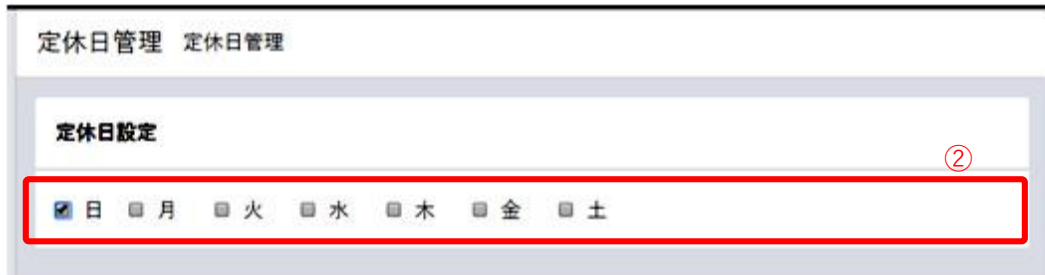 定休日管理 定休日管理
定休日設定
②
日 月 火 水 木 金 土